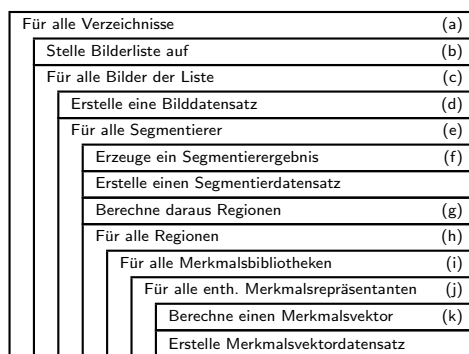 Für alle Verzeichnisse (a)
Stelle Bilderliste auf (b)
Für alle Bilder der Liste (c)
Erstelle eine Bilddatensatz (d)
Für alle Segmentierer (e)
Erzeuge ein Segmentierergebnis (f)
Erstelle einen Segmentierdatensatz
Berechne daraus Regionen (g)
Für alle Regionen (h)
Für alle Merkmalsbibliotheken (i)
Für alle enth. Merkmalsrepräsentanten (j)
Berechne einen Merkmalsvektor (k)
Erstelle Merkmalsvektordatensatz